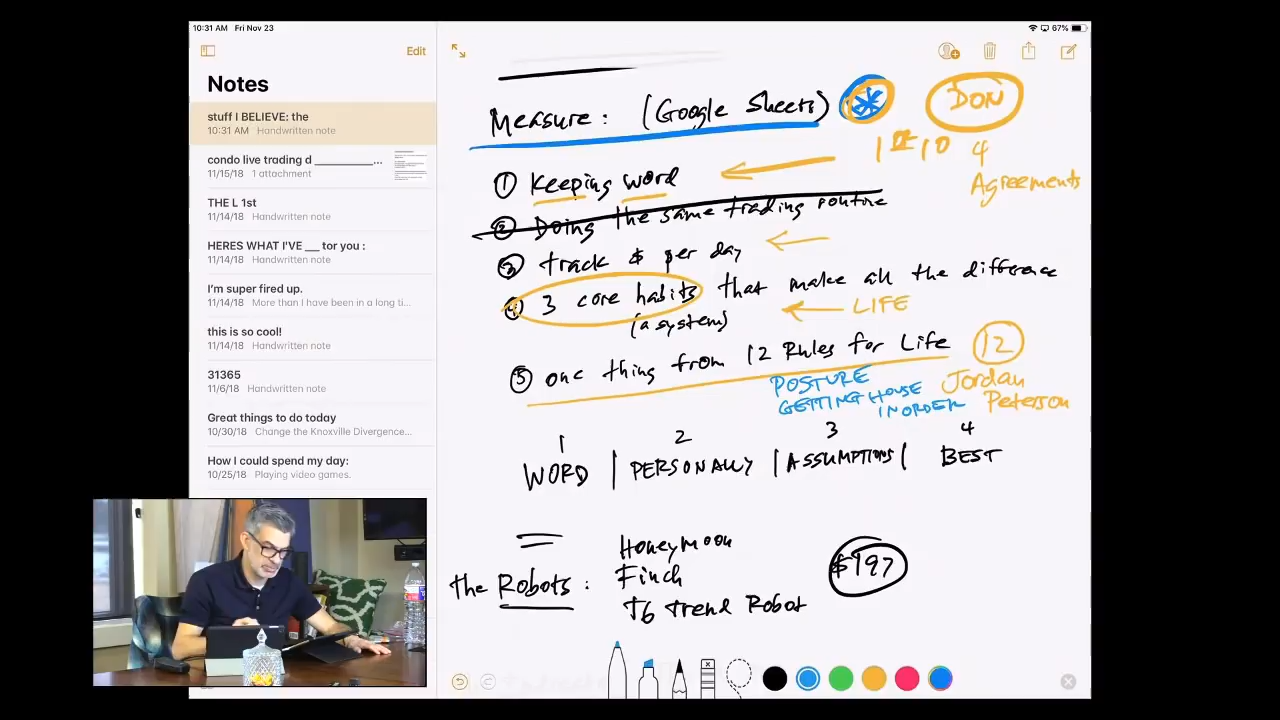 10:31 AM Fri Nov 23
67%
Edit
Notes
stuff I BELIEVE: the
10:31 AM Handwritten note
condo live trading d ___________...
11/15/18 1 attachment
THE L 1st
11/14/18 Handwritten note
HERES WHAT I'VE ___ tor you :
11/14/18 Handwritten note
I'm super fired up.
11/14/18 More than I have been in a long ti...
this is so cool!
11/14/18 Handwritten note
31365
11/6/18 Handwritten note
Great things to do today
10/30/18 Change the Knoxville Divergence...
How I could spend my day:
10/25/18 Playing video games.
Measure: (Google Sheets) * DON
4
Agreements
① Keeping word
② Doing the same trading routine
③ track $ per day
④ 3 core habits that make all the difference
(a system) LIFE
⑤ one thing from 12 Rules for Life 12
POSTURE
GETTING HOUSE
IN ORDER
Jordan
Peterson
1 2 3 4
WORD | PERSONALLY | ASSUMPTIONS | BEST
the Robots:
Honeymoon
Finch
T6 trend Robot
$197